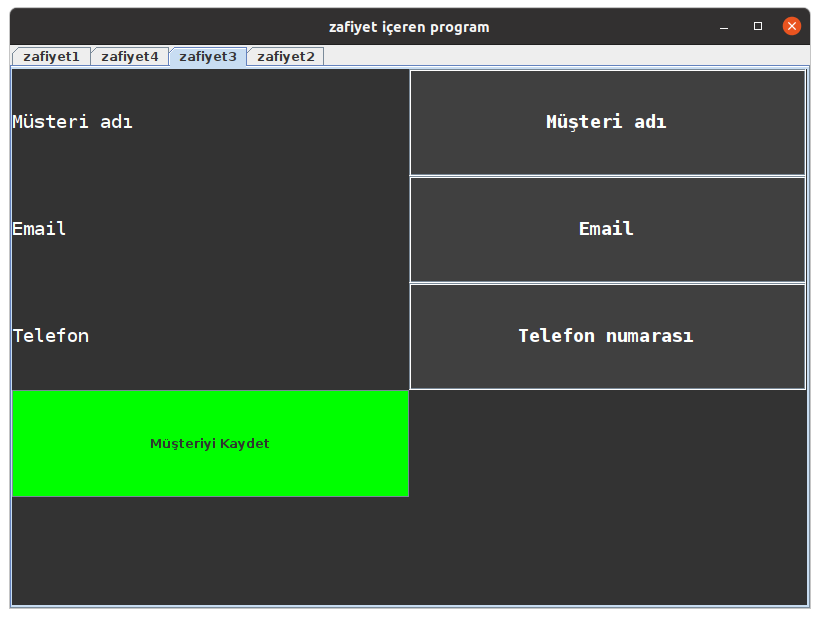 zafiyet içeren program
zafiyet1 zafiyet4 zafiyet3 zafiyet2
Müsteri adı Müşteri adı
Email Email
Telefon Telefon numarası
Müşteriyi Kaydet